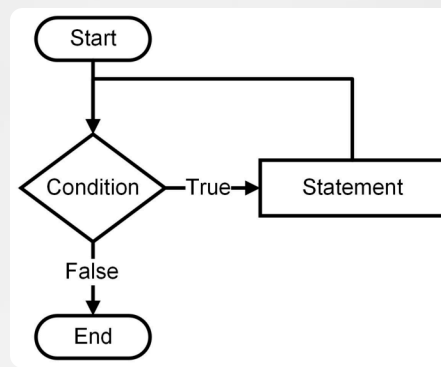 Start
Condition
True
Statement
False
End